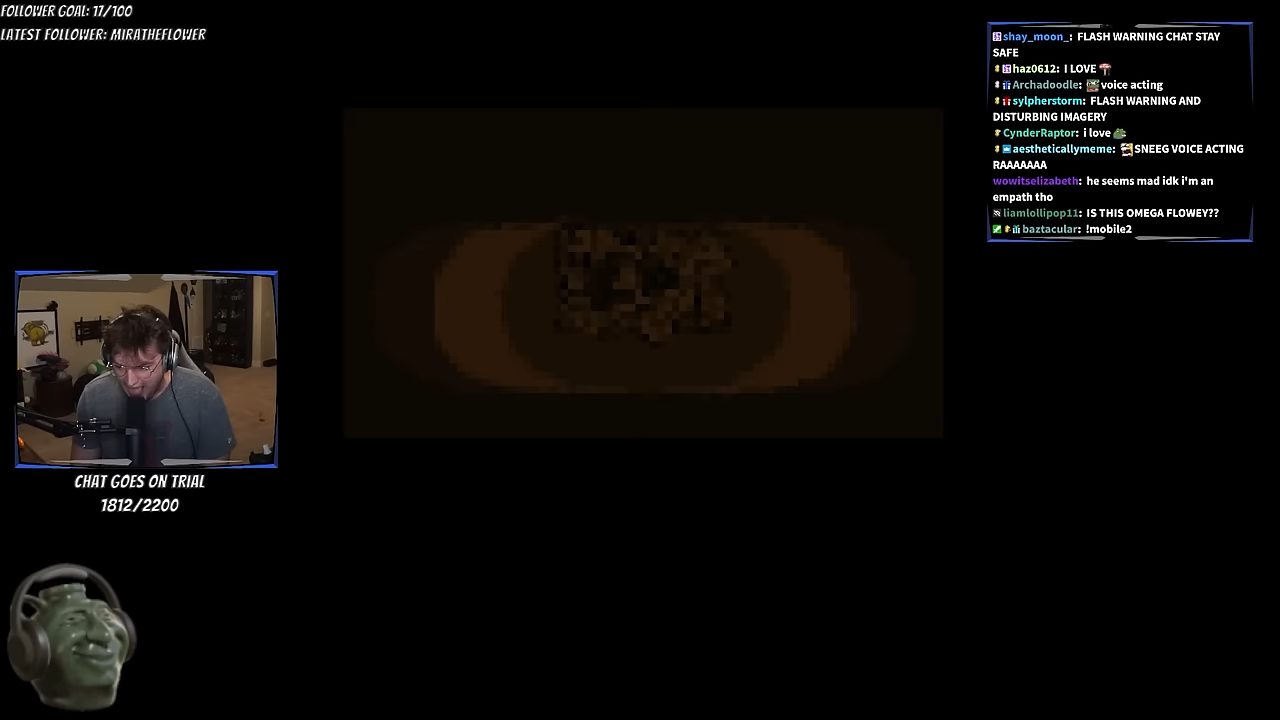 FOLLOWER GOAL: 17/100
LATEST FOLLOWER: MIRATHEFLOWER
shay_moon_: FLASH WARNING CHAT STAY
SAFE
haz0612: I LOVE
Archadoodle: voice acting
sylpherstorm: FLASH WARNING AND
DISTURBING IMAGERY
CynderRaptor: i love
aestheticallymeme: SNEEG VOICE ACTING
RAAAAAAA
wowitselizabeth: he seems mad idk i'm an
empath tho
liamlollipop11: IS THIS OMEGA FLOWEY??
baztacular: !mobile2
CHAT GOES ON TRIAL
1812/2200